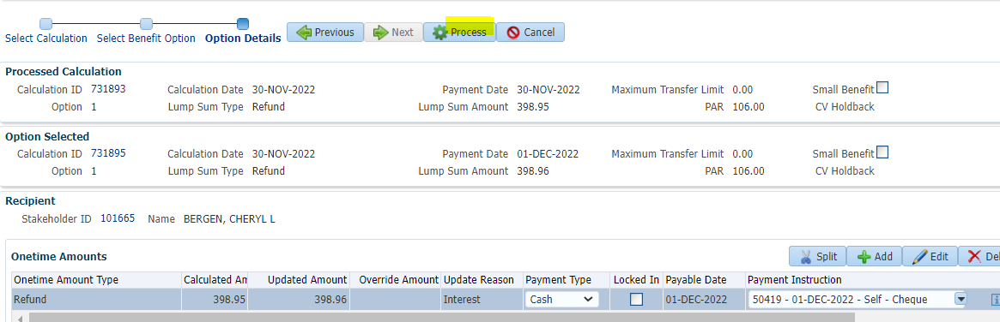 Select Calculation Select Benefit Option Option Details Previous Next Process Cancel
Processed Calculation
Calculation ID 731893 Calculation Date 30-NOV-2022 Payment Date 30-NOV-2022 Maximum Transfer Limit 0.00 Small Benefit
Option 1 Lump Sum Type Refund Lump Sum Amount 398.95 PAR 106.00 CV Holdback
Option Selected
Calculation ID 731895 Calculation Date 30-NOV-2022 Payment Date 01-DEC-2022 Maximum Transfer Limit 0.00 Small Benefit
Option 1 Lump Sum Type Refund Lump Sum Amount 398.96 PAR 106.00 CV Holdback
Recipient
Stakeholder ID 101665 Name BERGEN, CHERYL L
Onetime Amounts Split Add Edit Del
Onetime Amount Type Calculated Am Updated Amount Override Amount Update Reason Payment Type Locked In Payable Date Payment Instruction
Refund 398.95 398.96 Interest Cash 01-DEC-2022 50419 - 01-DEC-2022 - Self - Cheque